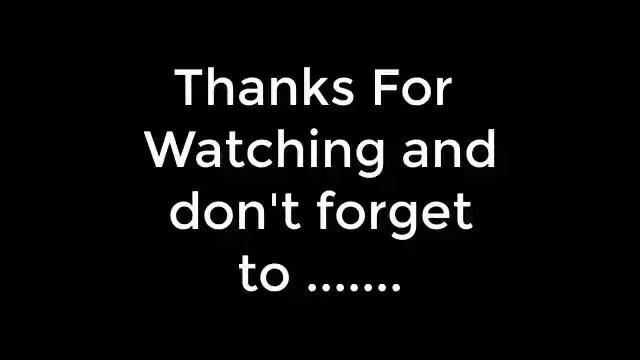 Thanks For
Watching and
don't forget
to .......